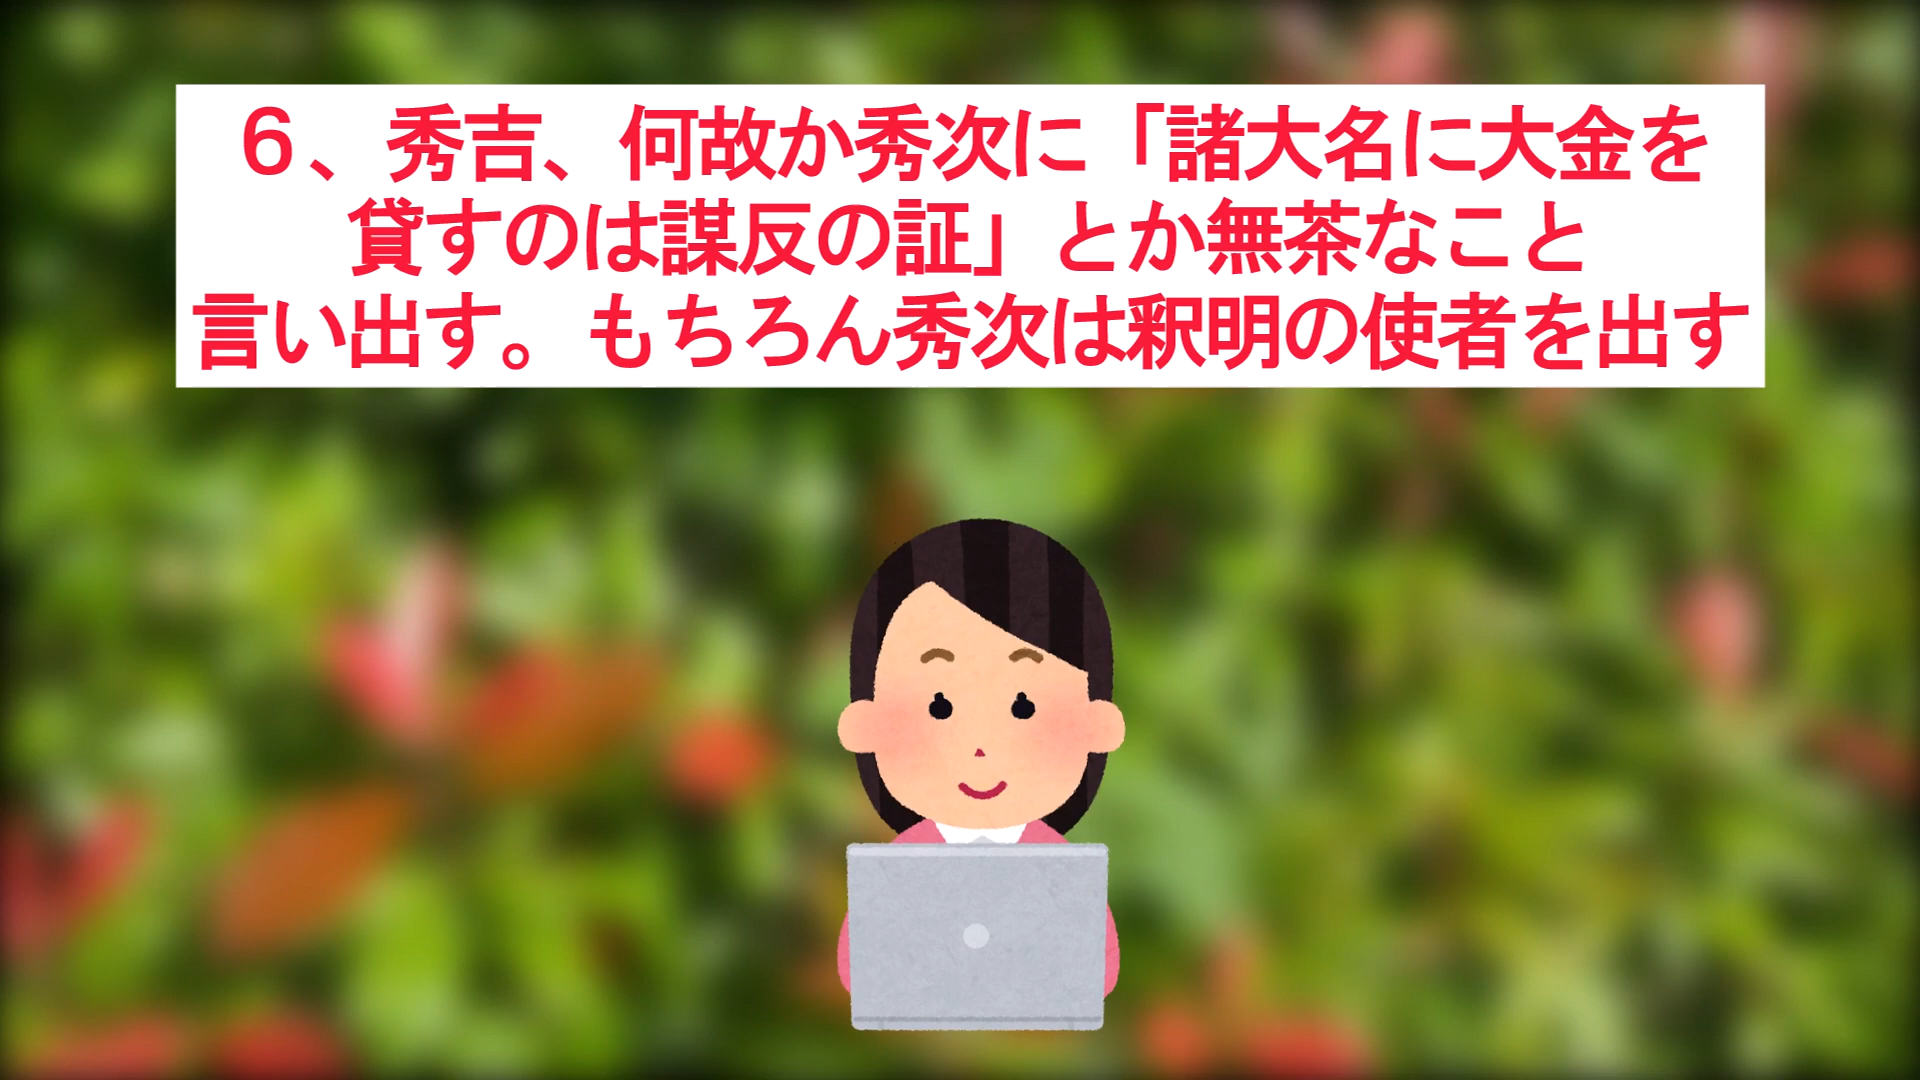 ６、秀吉、何故か秀次に「諸大名に大金を
貸すのは謀反の証」とか無茶なこと
言い出す。もちろん秀次は釈明の使者を出す